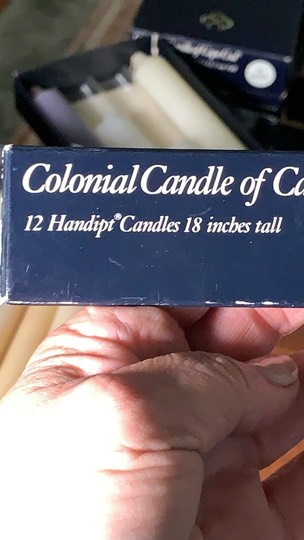 Colonial Candle of Ca
12 Handipt® Candles 18 inches tall